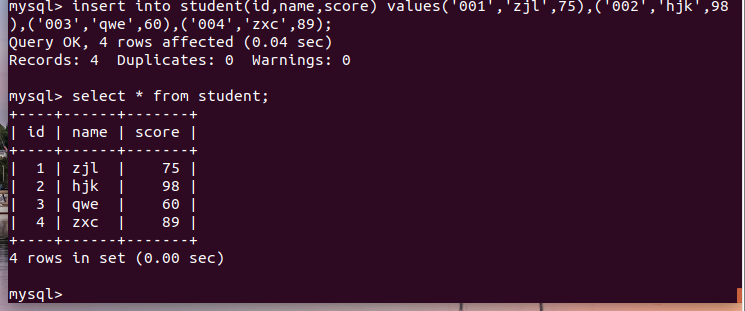 mysql> insert into student(id,name,score) values('001','zjl',75),('002','hjk',98
),('003','qwe',60),('004','zxc',89);
Query OK, 4 rows affected (0.04 sec)
Records: 4  Duplicates: 0  Warnings: 0
mysql> select * from student;
+----+------+-------+
| id | name | score |
+----+------+-------+
|  1 | zjl  |    75 |
|  2 | hjk  |    98 |
|  3 | qwe  |    60 |
|  4 | zxc  |    89 |
+----+------+-------+
4 rows in set (0.00 sec)
mysql>